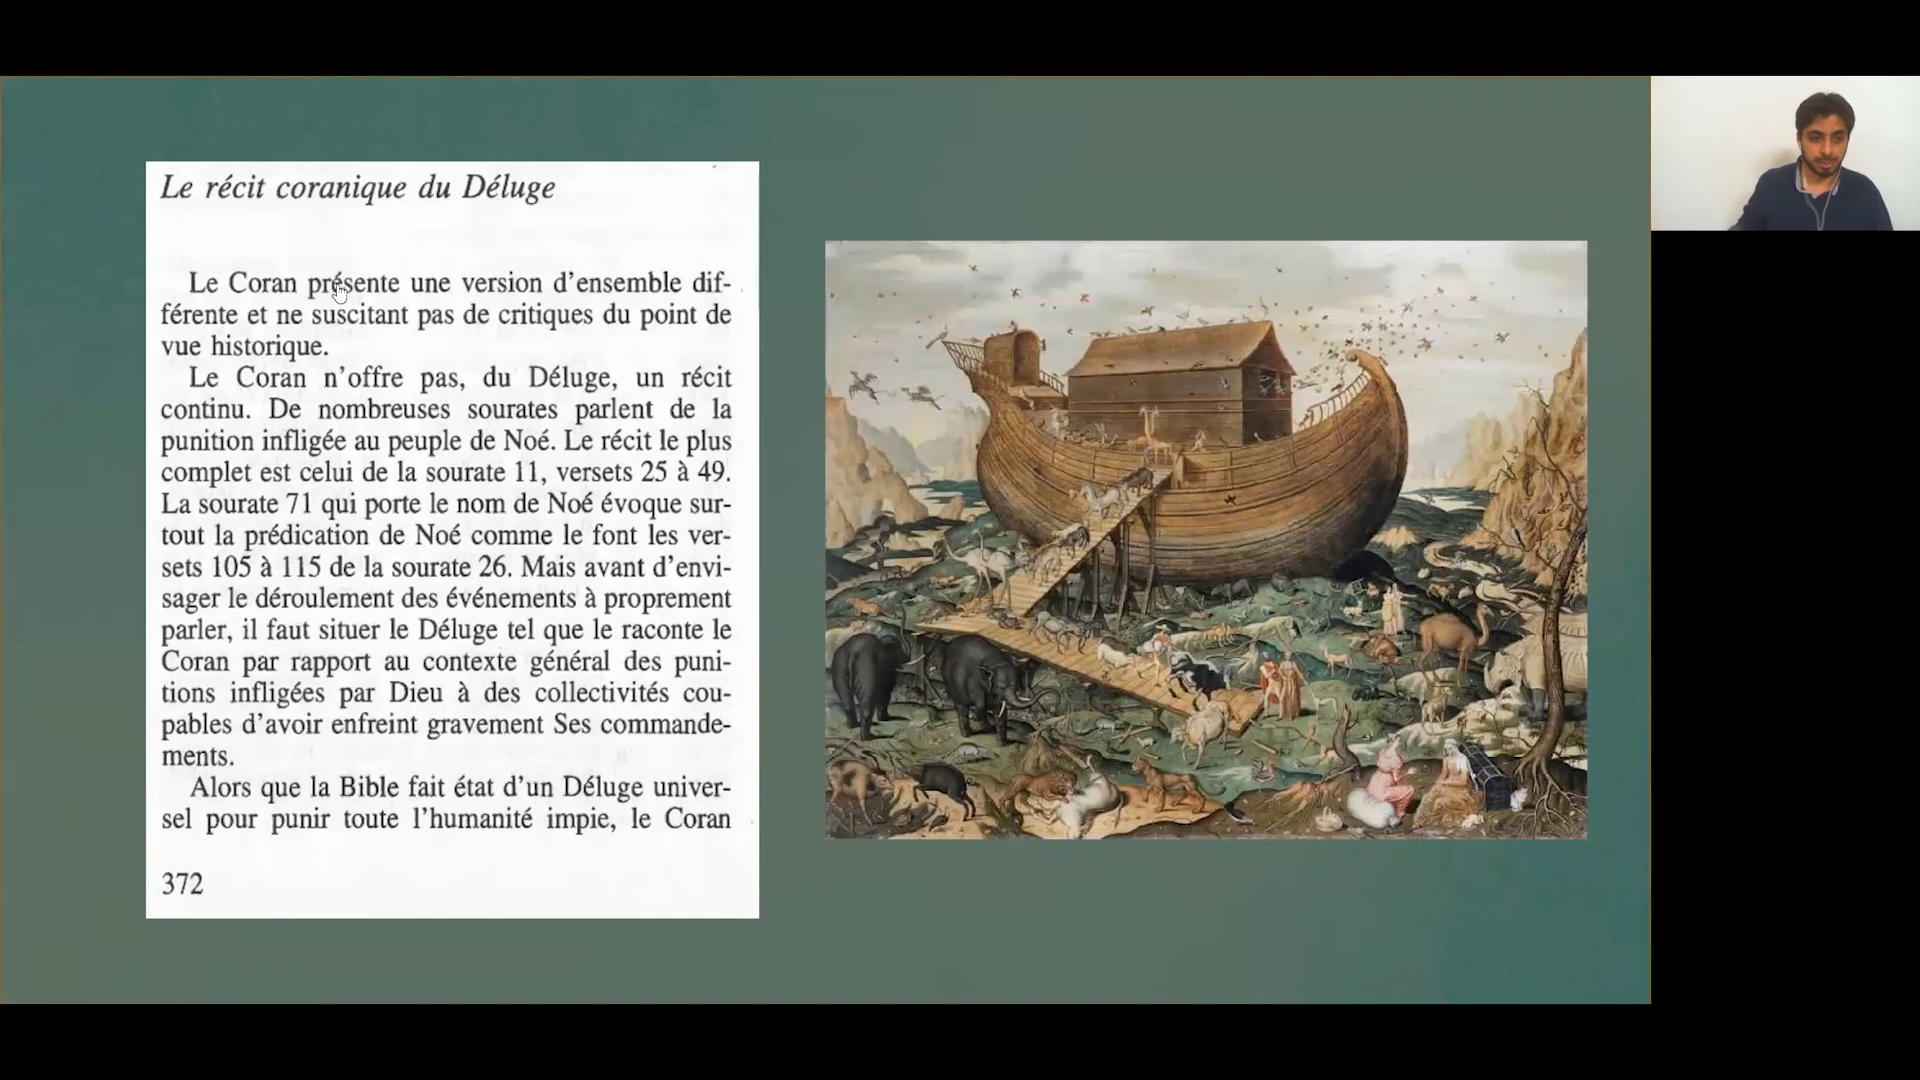 Le récit coranique du Déluge
Le Coran présente une version d'ensemble dif-
férente et ne suscitant pas de critiques du point de
vue historique.
Le Coran n'offre pas, du Déluge, un récit
continu. De nombreuses sourates parlent de la
punition infligée au peuple de Noé. Le récit le plus
complet est celui de la sourate 11, versets 25 à 49.
La sourate 71 qui porte le nom de Noé évoque sur-
tout la prédication de Noé comme le font les ver-
sets 105 à 115 de la sourate 26. Mais avant d'envi-
sager le déroulement des événements à proprement
parler, il faut situer le Déluge tel que le raconte le
Coran par rapport au contexte général des puni-
tions infligées par Dieu à des collectivités cou-
pables d'avoir enfreint gravement Ses commande-
ments.
Alors que la Bible fait état d'un Déluge univer-
sel pour punir toute l'humanité impie, le Coran
372